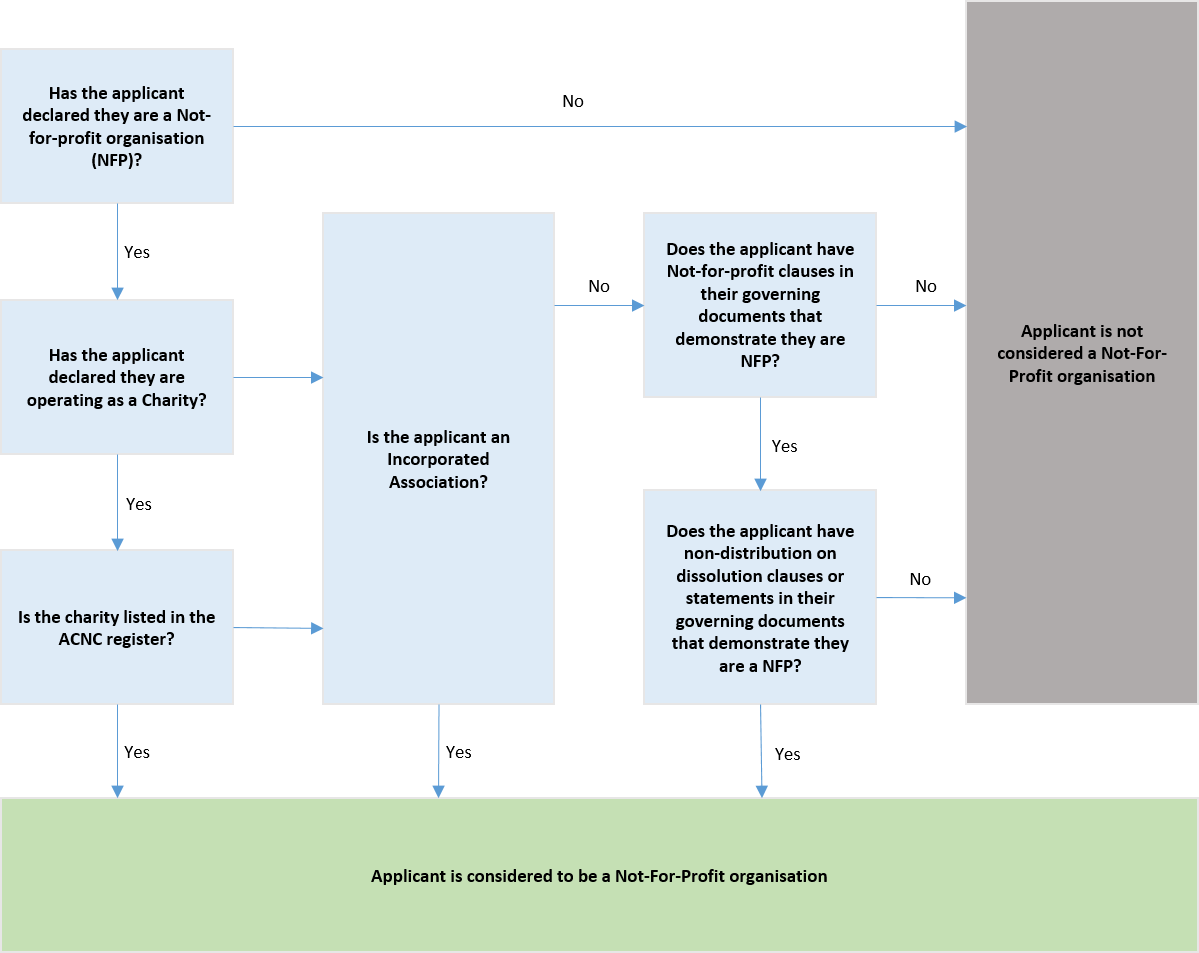 Has the applicant
declared they are a Not-
for-profit organisation
(NFP)?
No
Yes
Has the applicant
declared they are
operating as a Charity?
Yes
Is the charity listed in the
ACNC register?
Yes
Is the applicant an
Incorporated
Association?
No
Yes
Does the applicant have
Not-for-profit clauses in
their governing
documents that
demonstrate they are
NFP?
No
Yes
Does the applicant have
non-distribution on
dissolution clauses or
statements in their
governing documents
that demonstrate they
are a NFP?
No
Yes
Applicant is not
considered a Not-For-
Profit organisation
Applicant is considered to be a Not-For-Profit organisation